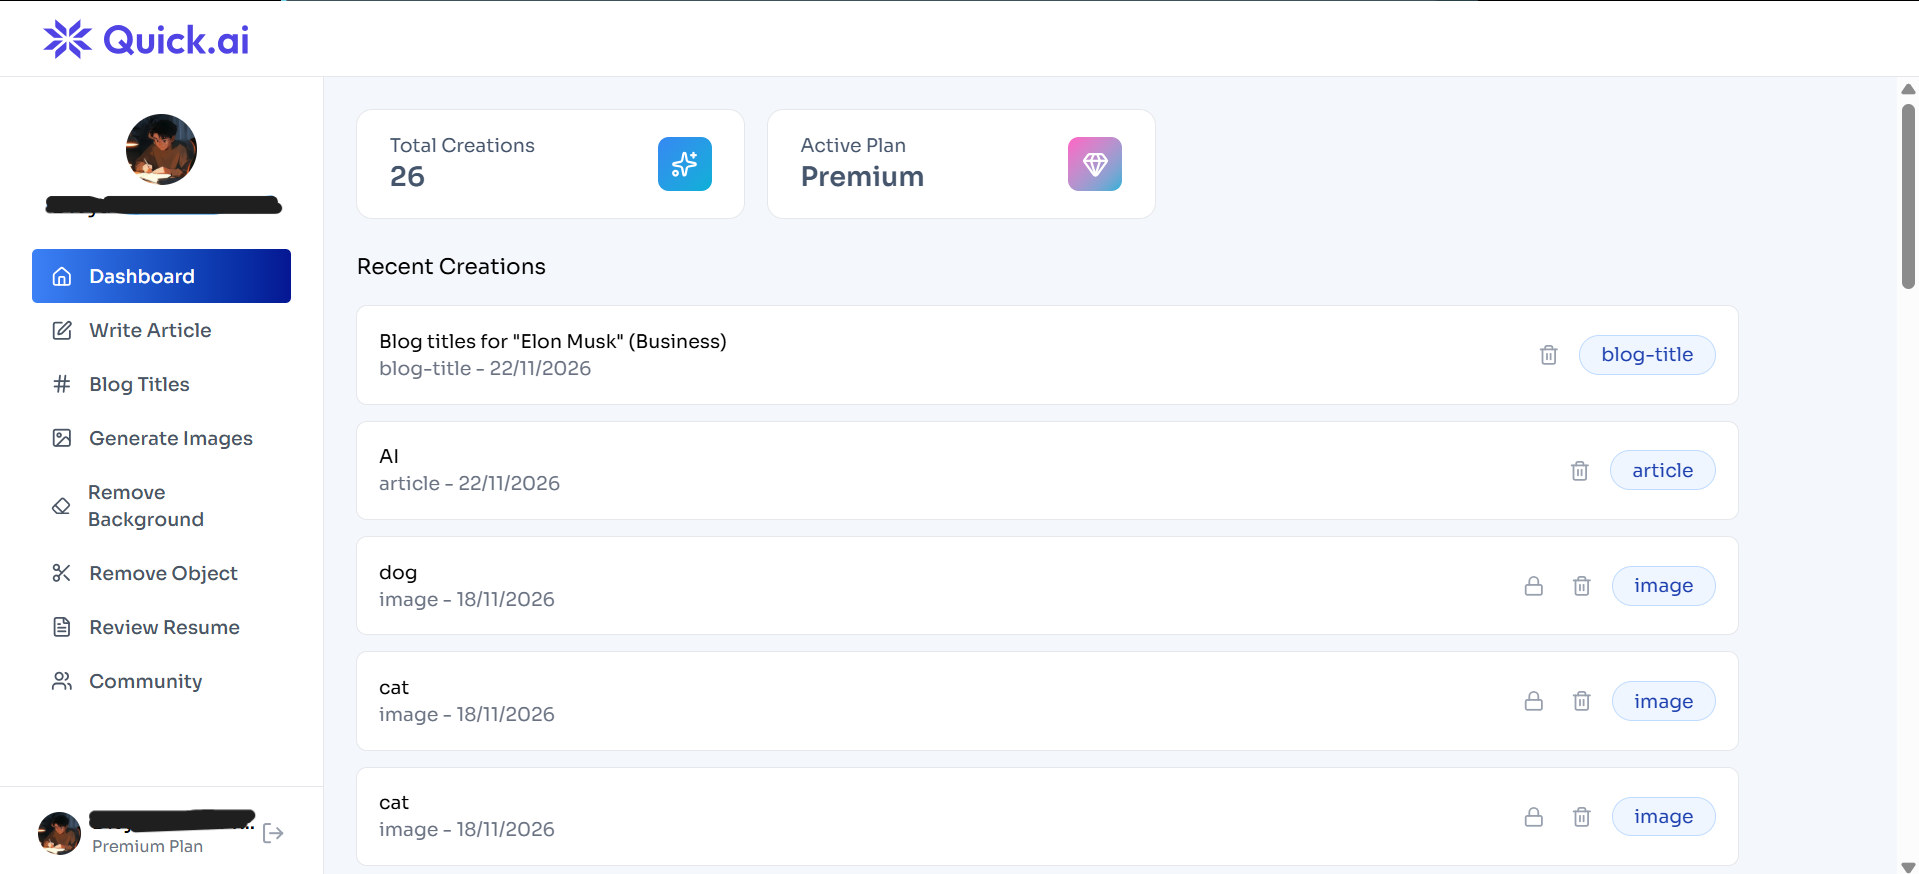 Quick.ai
Dashboard
Write Article
Blog Titles
Generate Images
Remove
Background
Remove Object
Review Resume
Community
Premium Plan
Total Creations
26
Active Plan
Premium
Recent Creations
Blog titles for "Elon Musk" (Business)
blog-title - 22/11/2026
blog-title
AI
article - 22/11/2026
article
dog
image - 18/11/2026
image
cat
image - 18/11/2026
image
cat
image - 18/11/2026
image